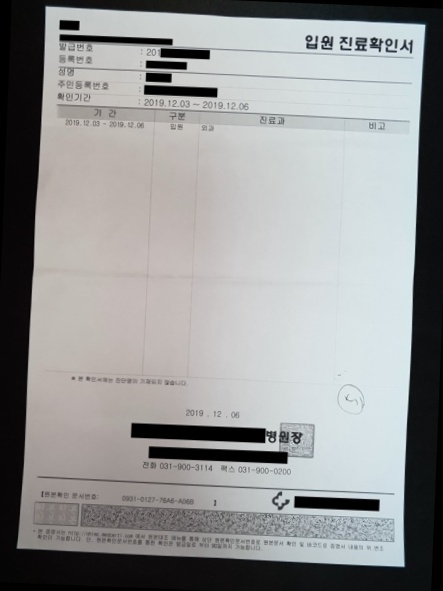 입원 진료확인서
발급번호 : 201
등록번호 :
성명 :
주민등록번호 :
확인기간 : 2019.12.03 ~ 2019.12.06
기 간 구분 진료과 비고
2019.12.03 ~ 2019.12.06 입원 외과
* 본 확인서에는 진단명이 기재되지 않습니다.
2019 . 12 . 06
병원장
전화 031-900-3114 팩스 031-900-0200
【원본확인 문서번호: 0931-0127-76A6-A568 】